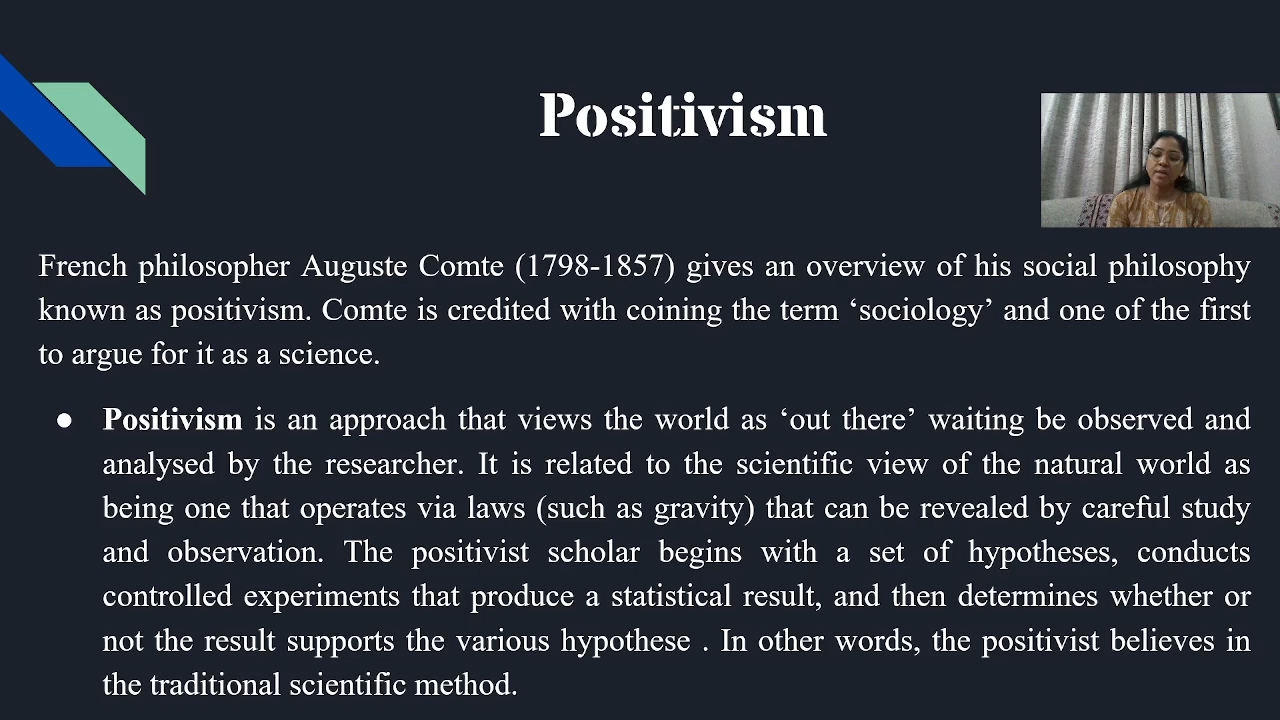 Positivism
French philosopher Auguste Comte (1798-1857) gives an overview of his social philosophy
known as positivism. Comte is credited with coining the term ‘sociology’ and one of the first
to argue for it as a science.
● Positivism is an approach that views the world as ‘out there’ waiting be observed and
analysed by the researcher. It is related to the scientific view of the natural world as
being one that operates via laws (such as gravity) that can be revealed by careful study
and observation. The positivist scholar begins with a set of hypotheses, conducts
controlled experiments that produce a statistical result, and then determines whether or
not the result supports the various hypothese . In other words, the positivist believes in
the traditional scientific method.